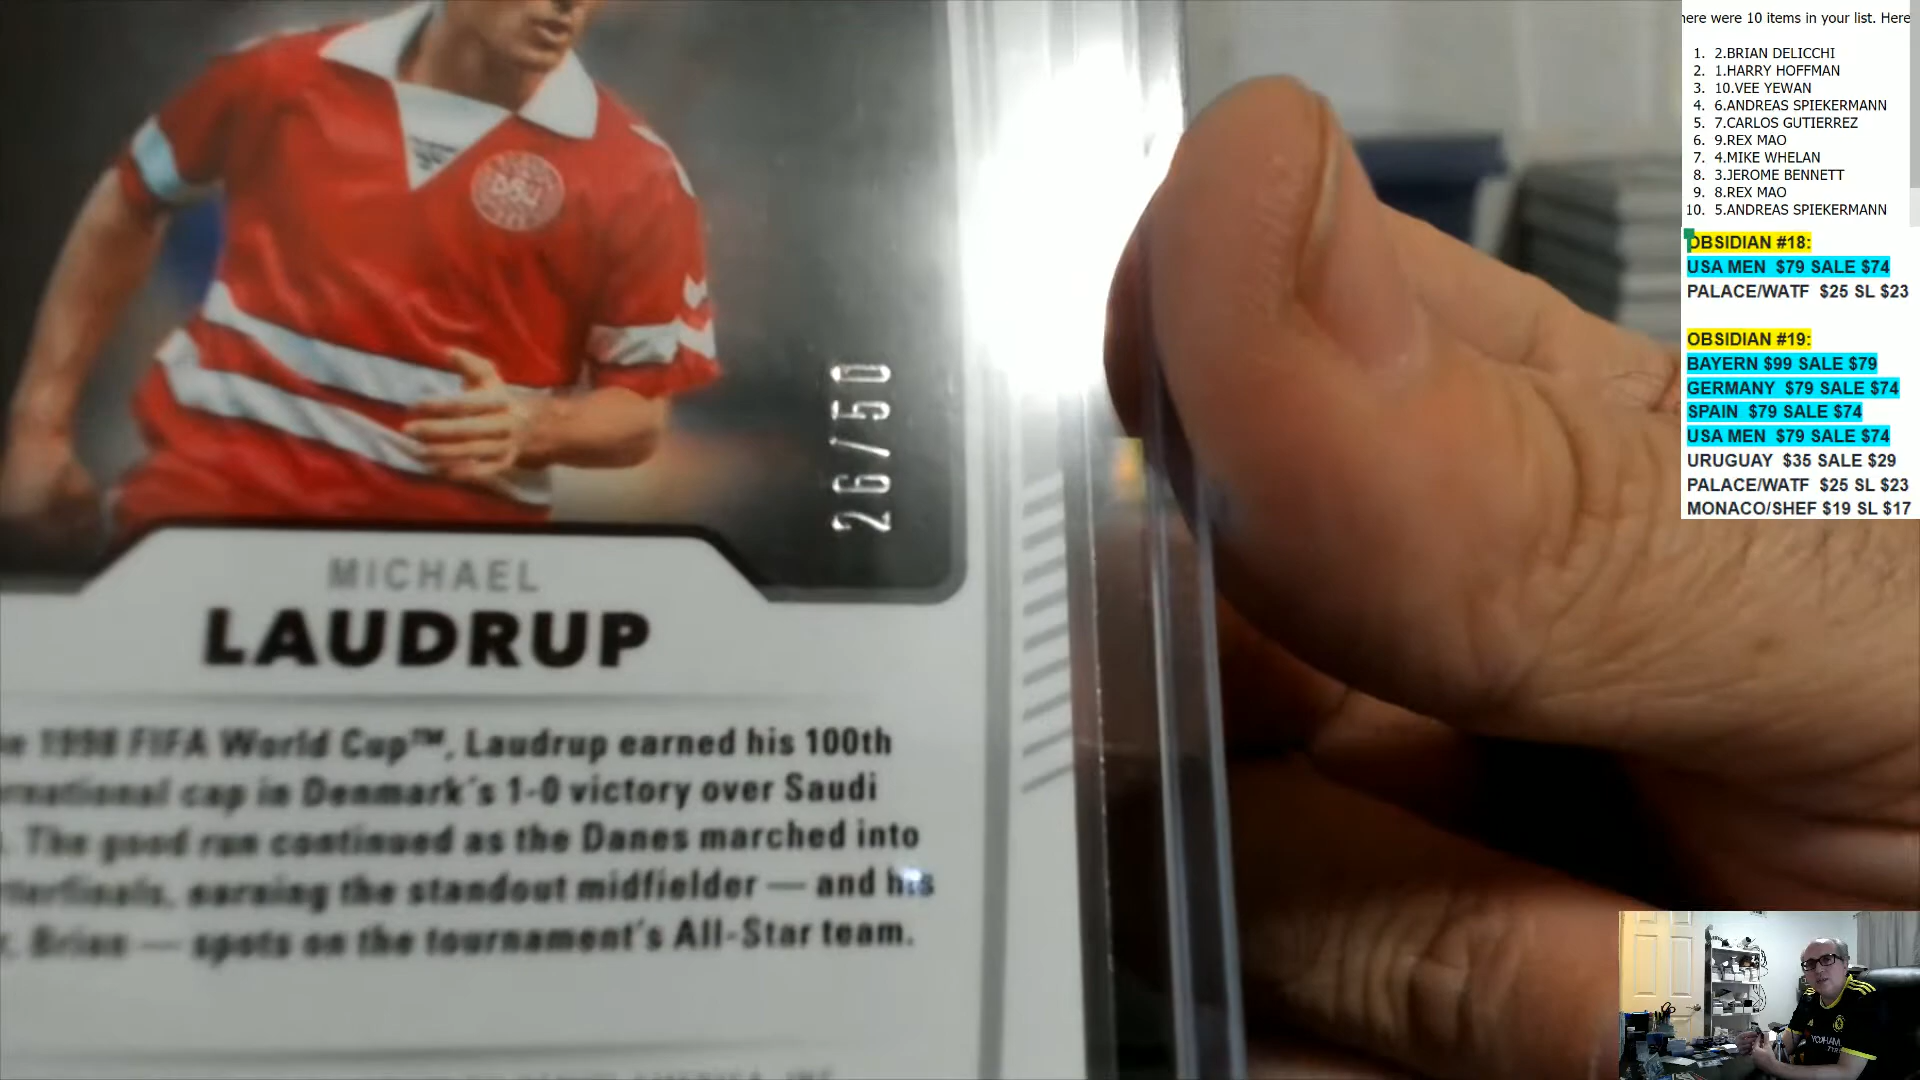 here were 10 items in your list. Here
1. 2.BRIAN DELICCHI
2. 1.HARRY HOFFMAN
3. 10.VEE YEWAN
4. 6.ANDREAS SPIEKERMANN
5. 7.CARLOS GUTIERREZ
6. 9.REX MAO
7. 4.MIKE WHELAN
8. 3.JEROME BENNETT
9. 8.REX MAO
10. 5.ANDREAS SPIEKERMANN
OBSIDIAN #18:
USA MEN $79 SALE $74
PALACE/WATF $25 SL $23
OBSIDIAN #19:
BAYERN $99 SALE $79
GERMANY $79 SALE $74
SPAIN $79 SALE $74
USA MEN $79 SALE $74
URUGUAY $35 SALE $29
PALACE/WATF $25 SL $23
MONACO/SHEF $19 SL $17
26/50
MICHAEL
LAUDRUP
1998 FIFA World Cup™, Laudrup earned his 100th
cap in Denmark's 1-0 victory over Saudi
. The good run continued as the Danes marched into
, earning the standout midfielder — and his
, Brian — spots on the tournament's All-Star team.